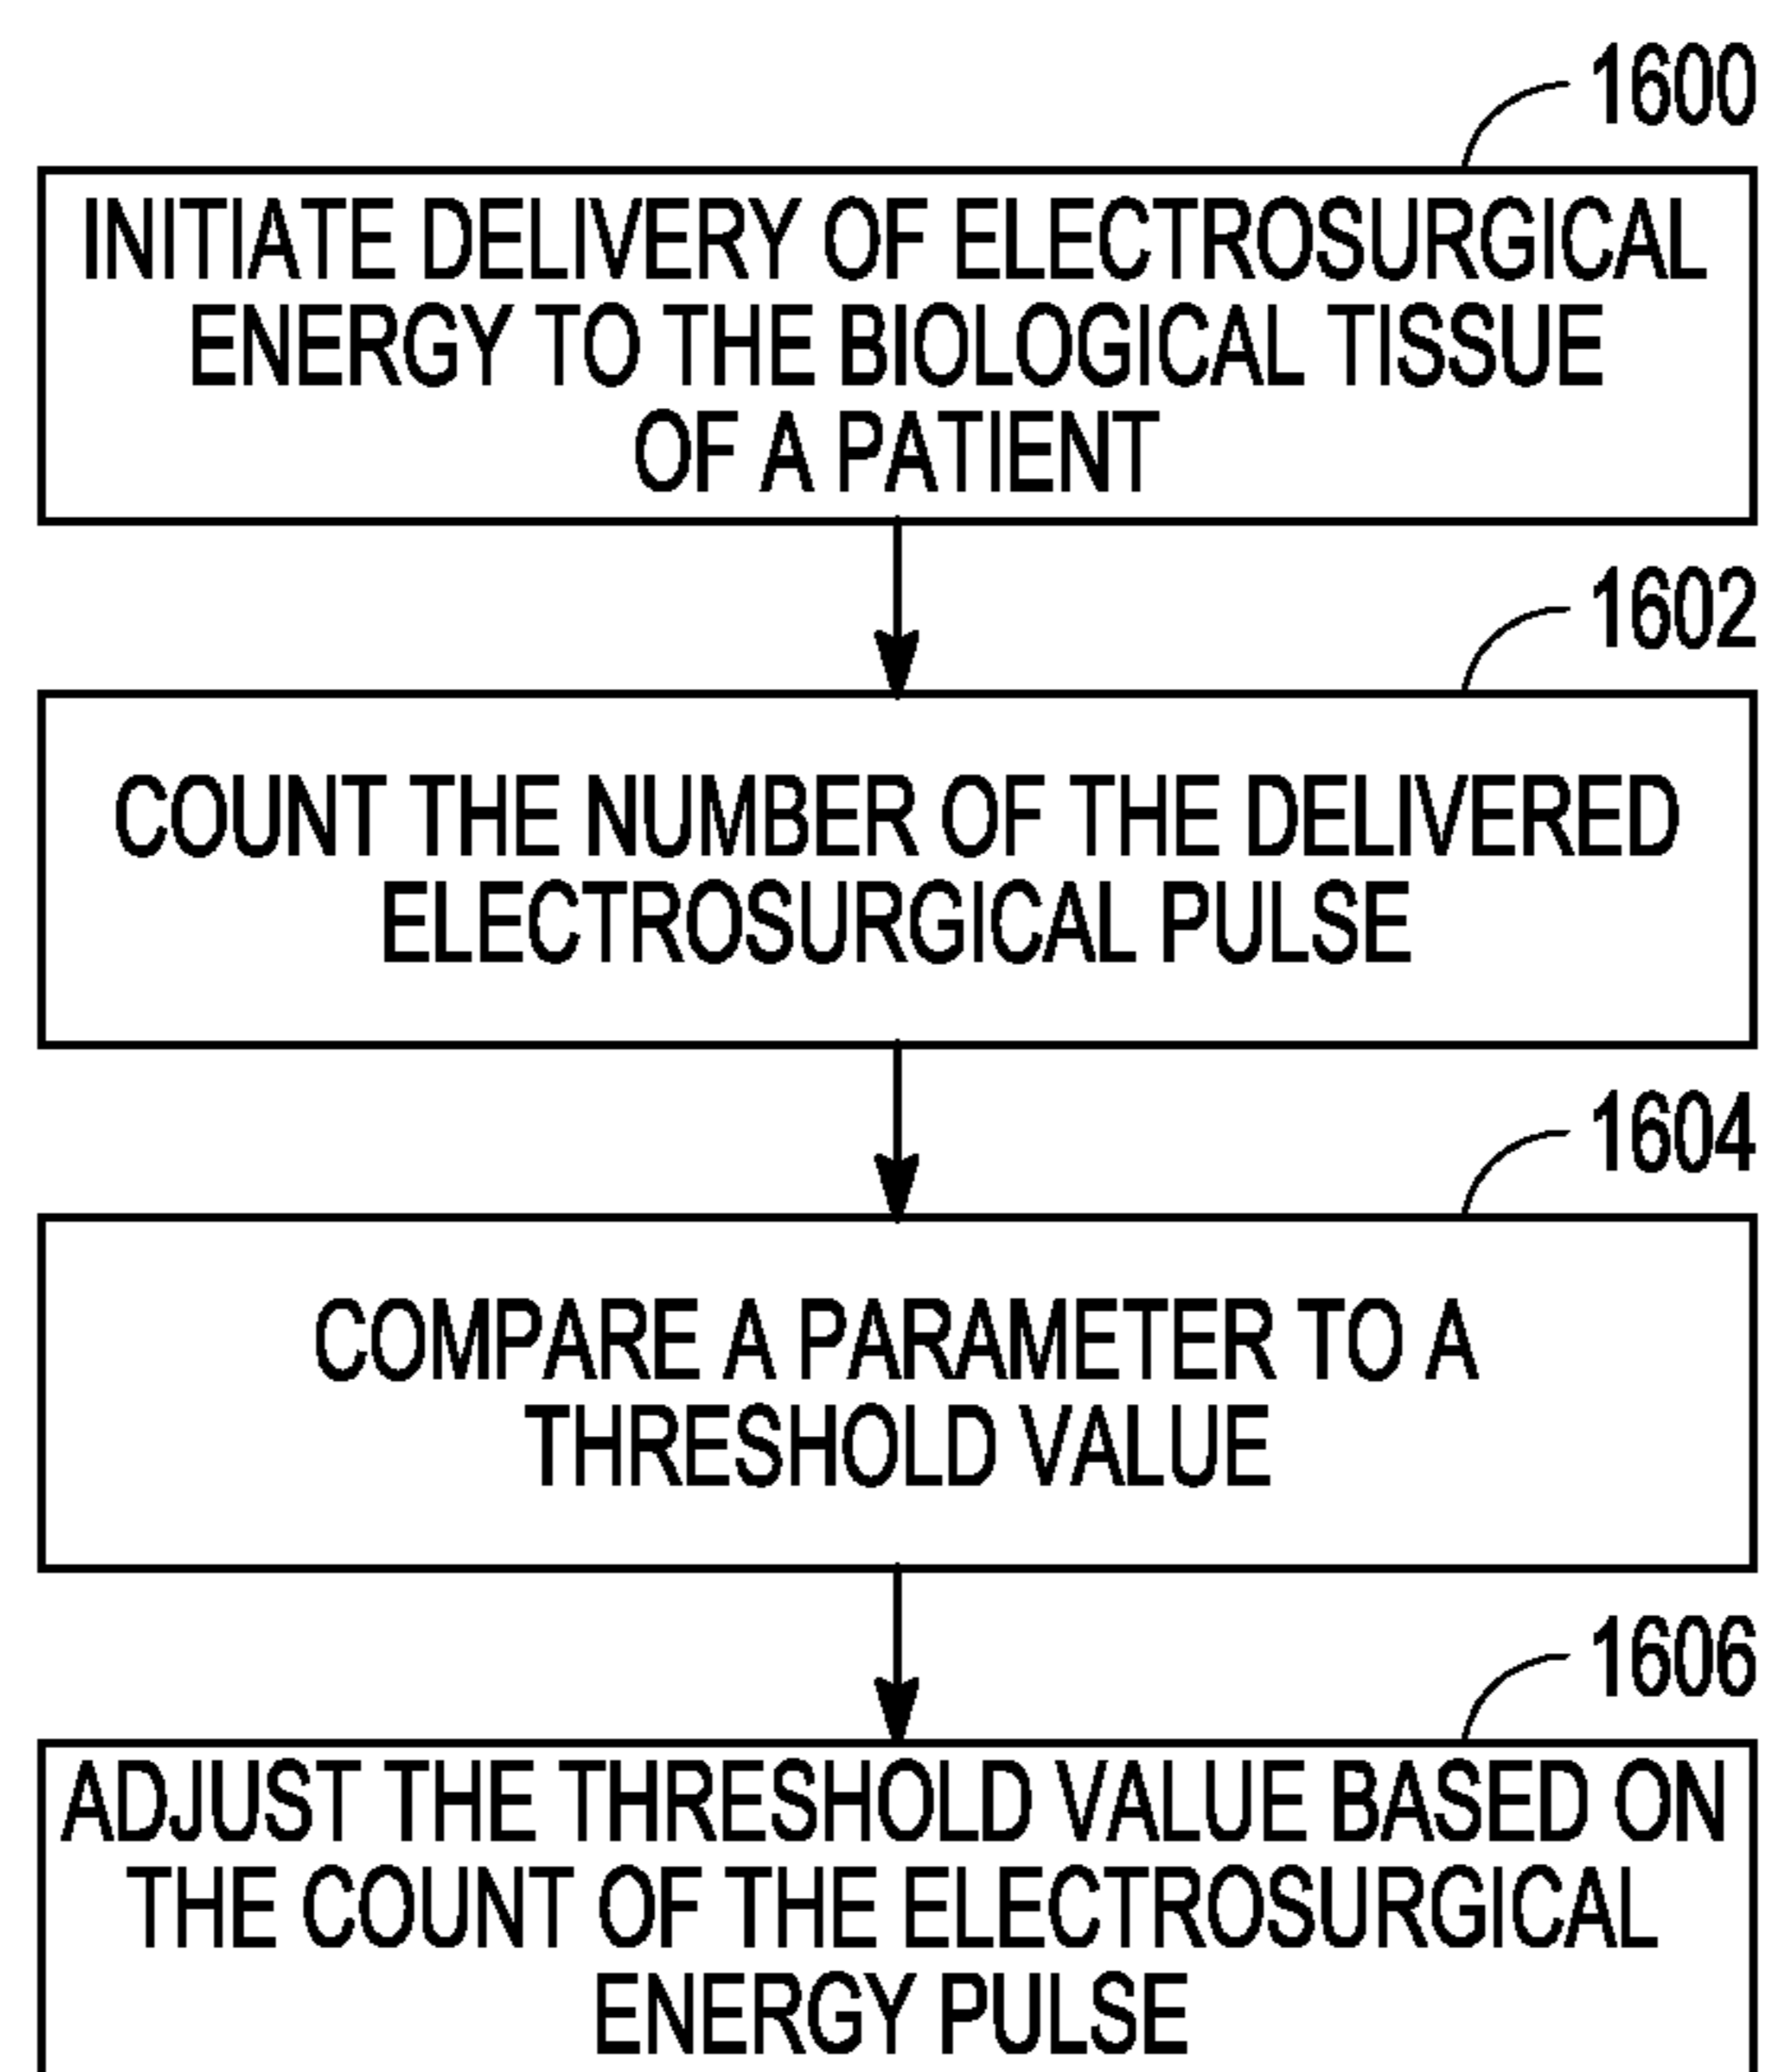 1600
INITIATE DELIVERY OF ELECTROSURGICAL
ENERGY TO THE BIOLOGICAL TISSUE
OF A PATIENT
1602
COUNT THE NUMBER OF THE DELIVERED
ELECTROSURGICAL PULSE
1604
COMPARE A PARAMETER TO A
THRESHOLD VALUE
1606
ADJUST THE THRESHOLD VALUE BASED ON
THE COUNT OF THE ELECTROSURGICAL
ENERGY PULSE